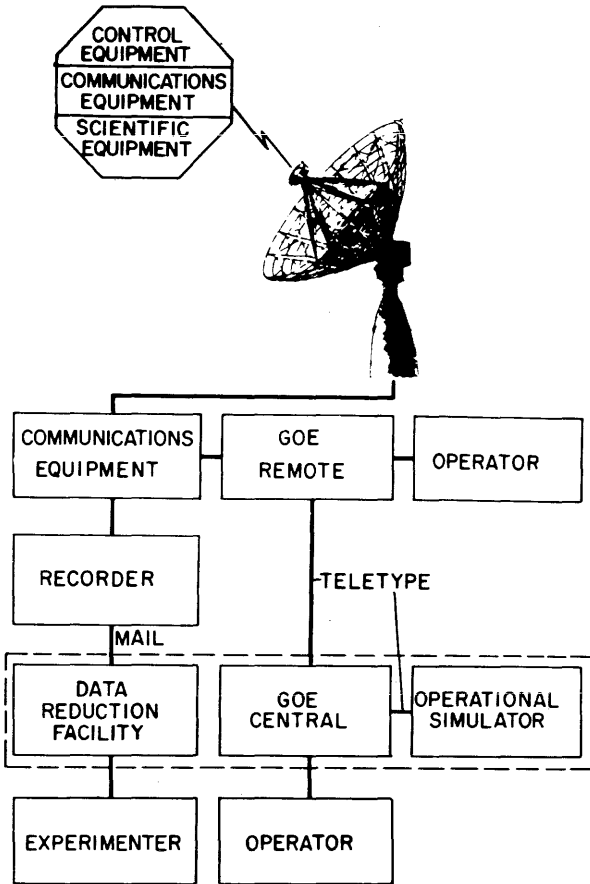 CONTROL
EQUIPMENT
COMMUNICATIONS
EQUIPMENT
SCIENTIFIC
EQUIPMENT
COMMUNICATIONS
EQUIPMENT
GOE
REMOTE
OPERATOR
RECORDER
TELETYPE
MAIL
DATA
REDUCTION
FACILITY
GOE
CENTRAL
OPERATIONAL
SIMULATOR
EXPERIMENTER
OPERATOR